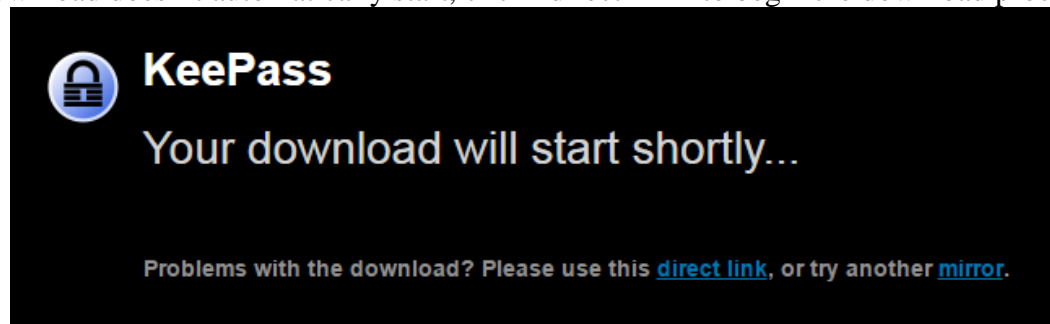 KeePass
Your download will start shortly...
Problems with the download? Please use this direct link, or try another mirror.